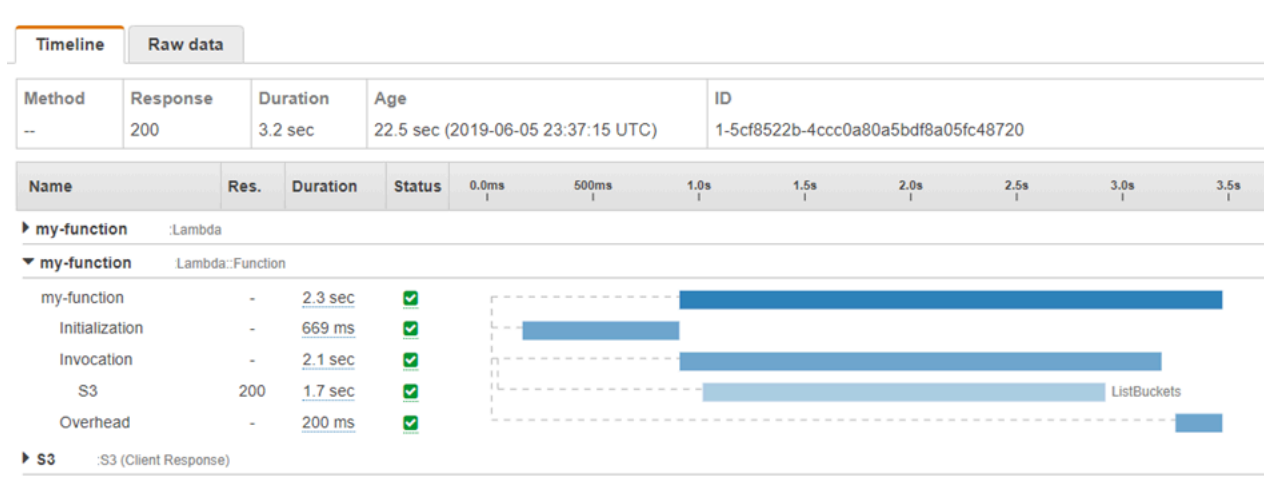 Timeline Raw data
Method Response Duration Age ID
-- 200 3.2 sec 22.5 sec (2019-06-05 23:37:15 UTC) 1-5cf8522b-4ccc0a80a5bdf8a05fc48720
Name Res. Duration Status 0.0ms 500ms 1.0s 1.5s 2.0s 2.5s 3.0s 3.5s
my-function :Lambda
my-function :Lambda::Function
my-function - 2.3 sec
Initialization - 669 ms
Invocation - 2.1 sec
S3 200 1.7 sec ListBuckets
Overhead - 200 ms
S3 :S3 (Client Response)